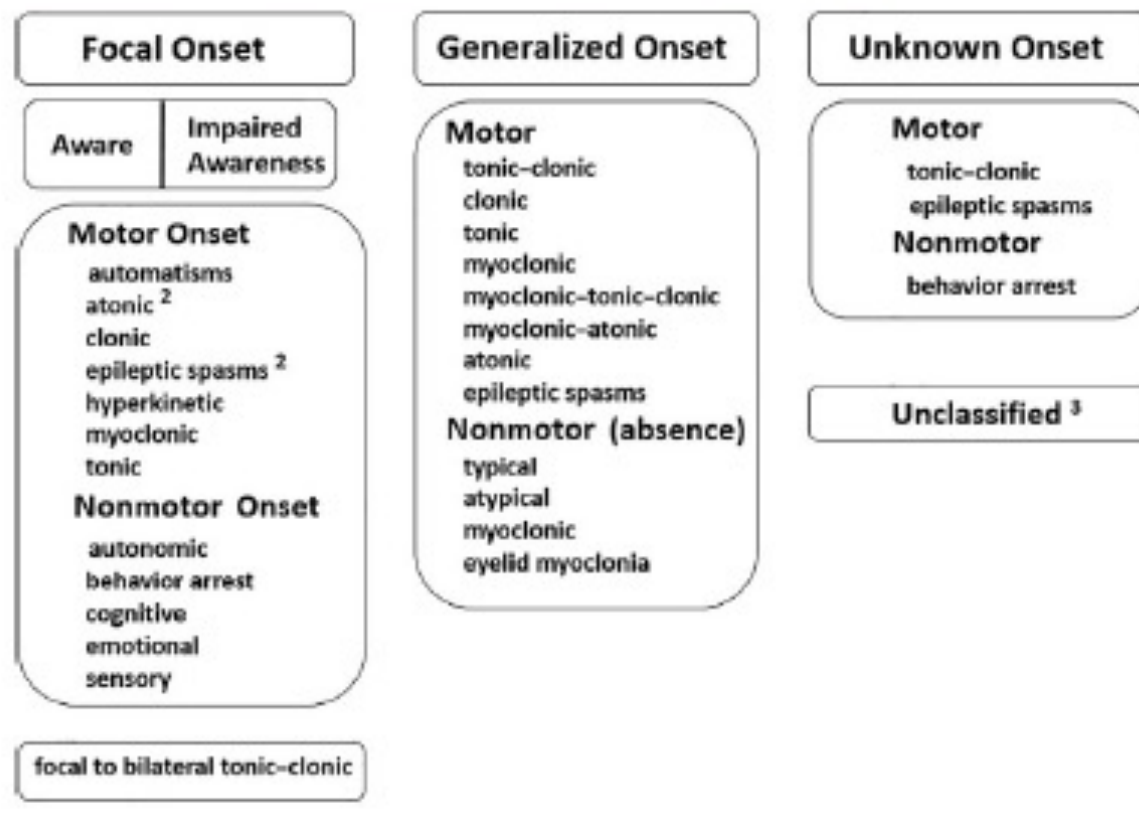 Focal Onset
Aware
Impaired
Awareness
Motor Onset
automatisms
atonic ²
clonic
epileptic spasms ²
hyperkinetic
myoclonic
tonic
Nonmotor Onset
autonomic
behavior arrest
cognitive
emotional
sensory
focal to bilateral tonic–clonic
Generalized Onset
Motor
tonic–clonic
clonic
tonic
myoclonic
myoclonic–tonic–clonic
myoclonic–atonic
atonic
epileptic spasms
Nonmotor (absence)
typical
atypical
myoclonic
eyelid myoclonia
Unknown Onset
Motor
tonic–clonic
epileptic spasms
Nonmotor
behavior arrest
Unclassified ³